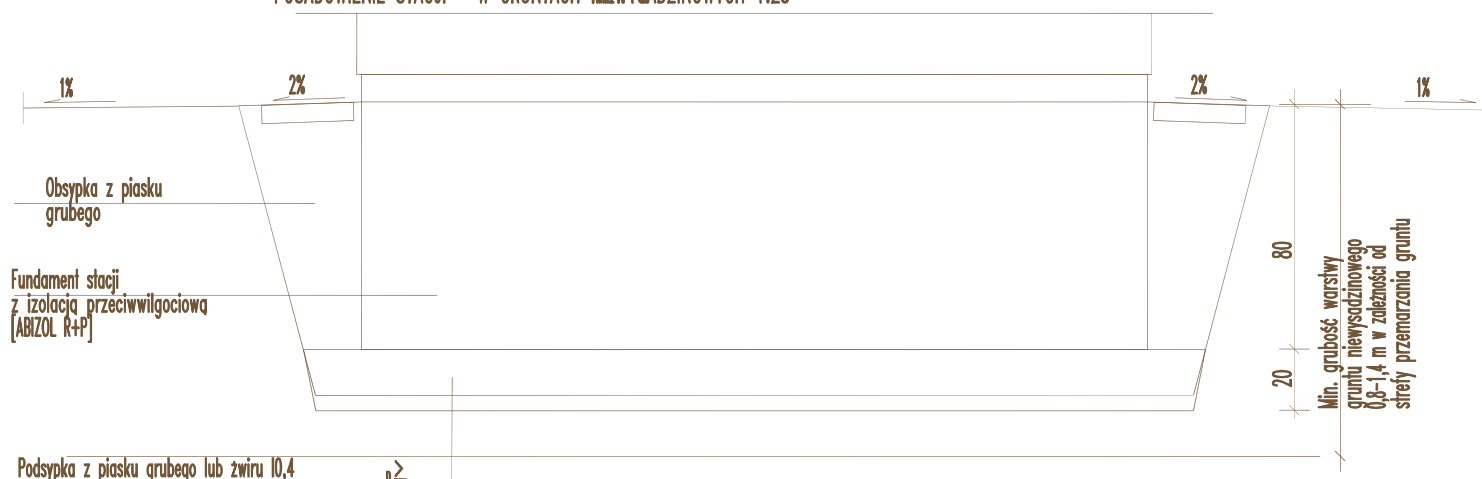 1%
2%
2%
1%
Obsypka z piasku
grubego
Fundament stacji
z izolacją przeciwwilgociową
[ABIZOL R+P]
80
20
Min. grubość warstwy
gruntu niewysadzinowego
0,8-1,4 m w zależności od
strefy przemarzania gruntu
Podsypka z piasku grubego lub żwiru I0,4